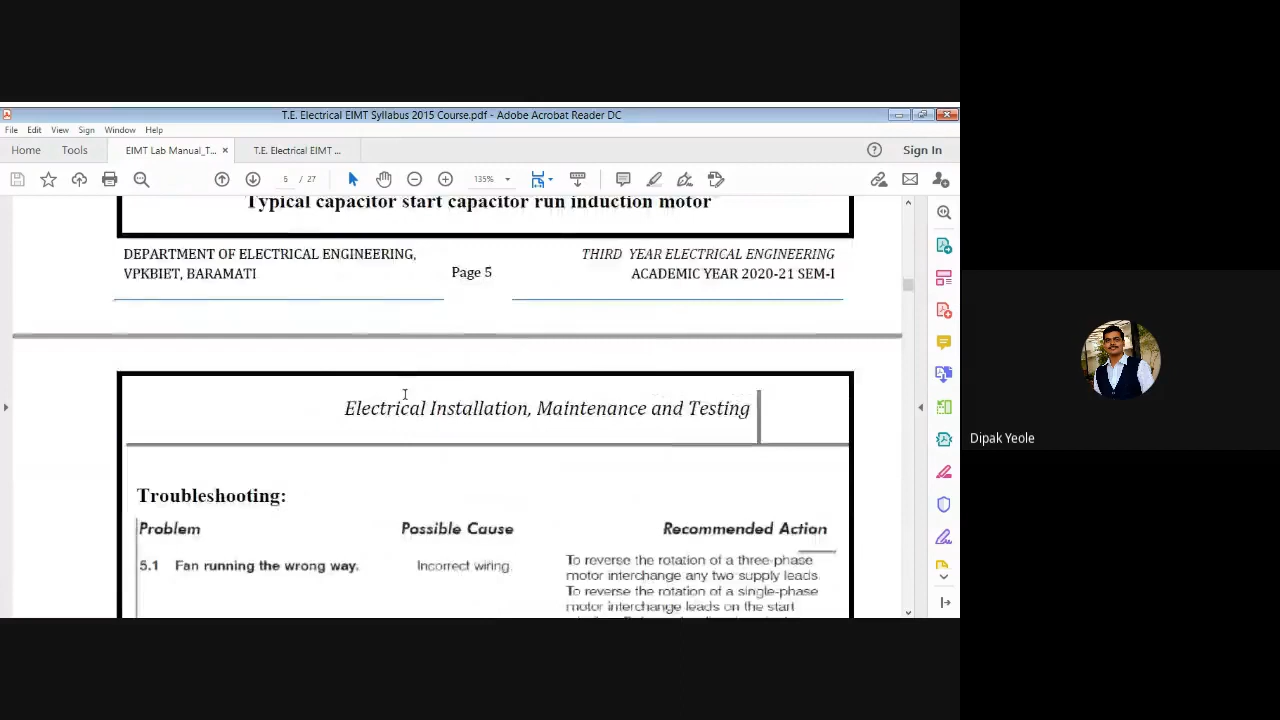 T.E. Electrical EIMT Syllabus 2015 Course.pdf - Adobe Acrobat Reader DC
File Edit View Sign Window Help
Home Tools EIMT Lab Manual_T... × T.E. Electrical EIMT ... Sign In
5 / 27 135%
Typical capacitor start capacitor run induction motor
DEPARTMENT OF ELECTRICAL ENGINEERING, THIRD YEAR ELECTRICAL ENGINEERING
VPKBIET, BARAMATI Page 5 ACADEMIC YEAR 2020-21 SEM-I
Electrical Installation, Maintenance and Testing
Dipak Yeole
Troubleshooting:
Problem Possible Cause Recommended Action
5.1 Fan running the wrong way. Incorrect wiring. To reverse the rotation of a three-phase
motor interchange any two supply leads.
To reverse the rotation of a single-phase
motor interchange leads on the start